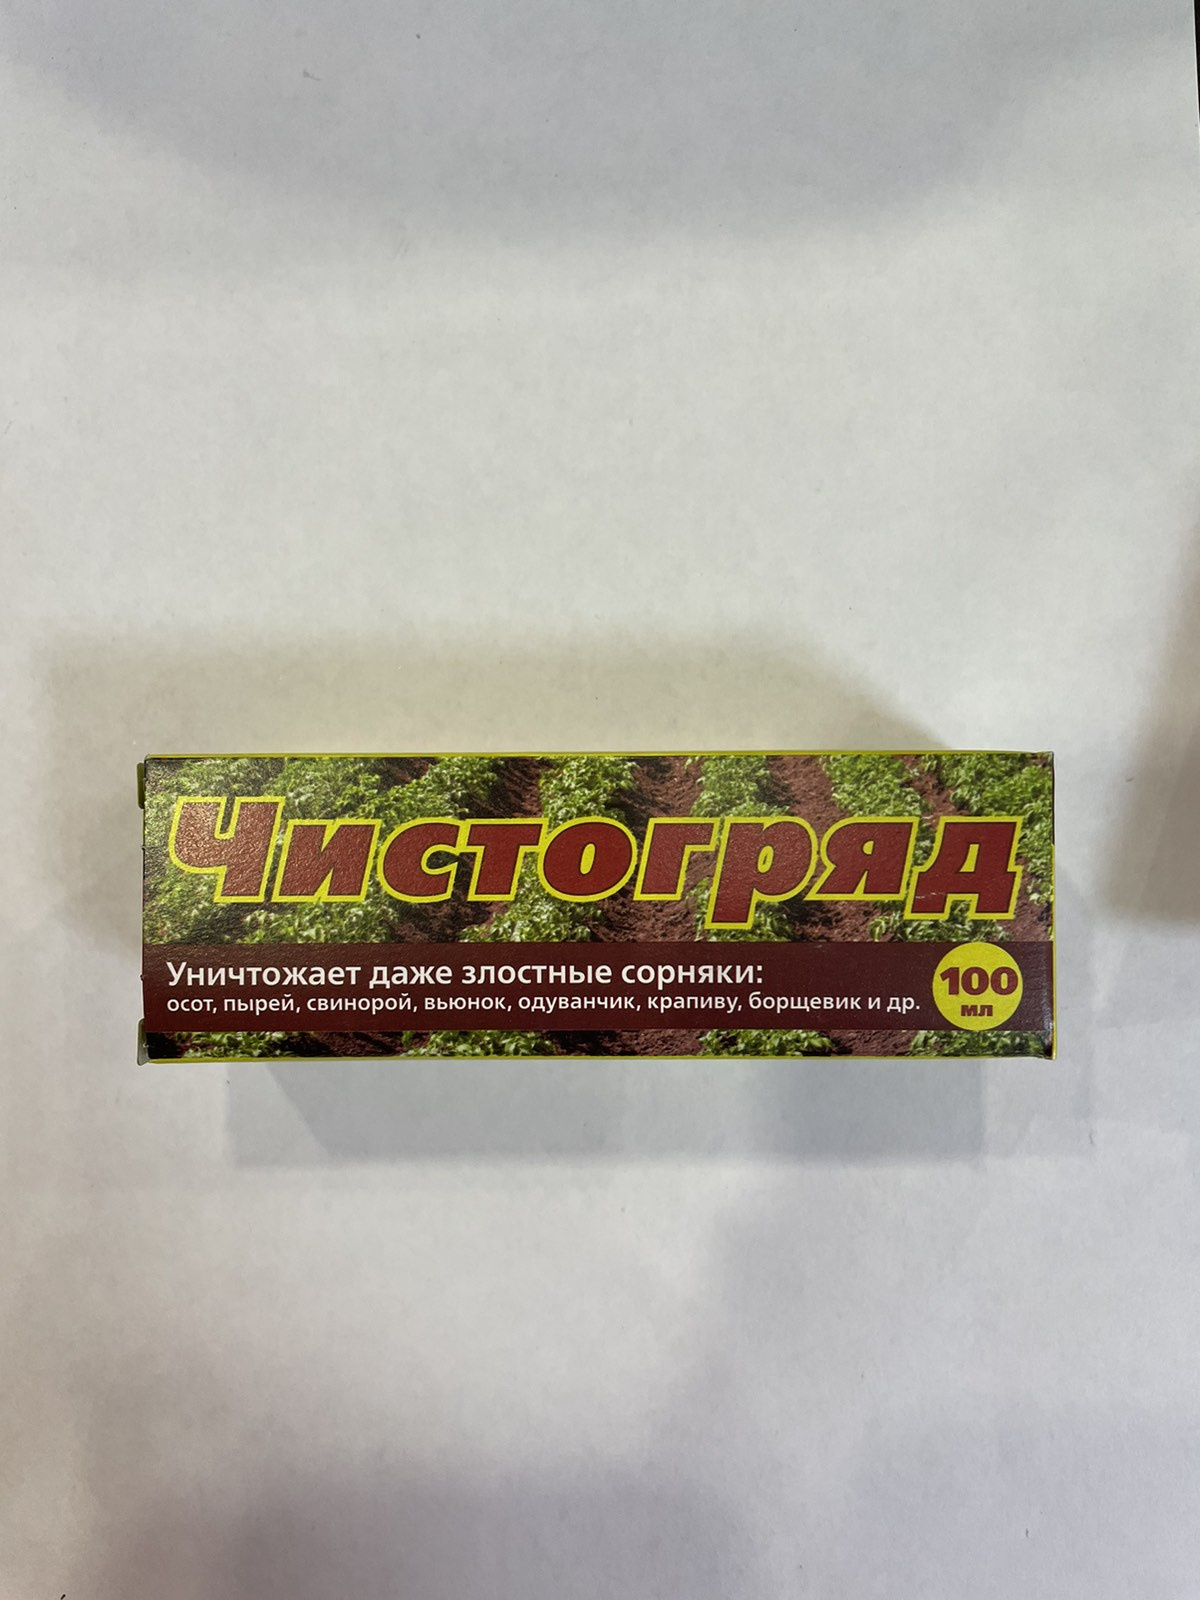 Чистогряд
Уничтожает даже злостные сорняки:
осот, пырей, свинорой, вьюнок, одуванчик, крапиву, борщевик и др.
100
мл